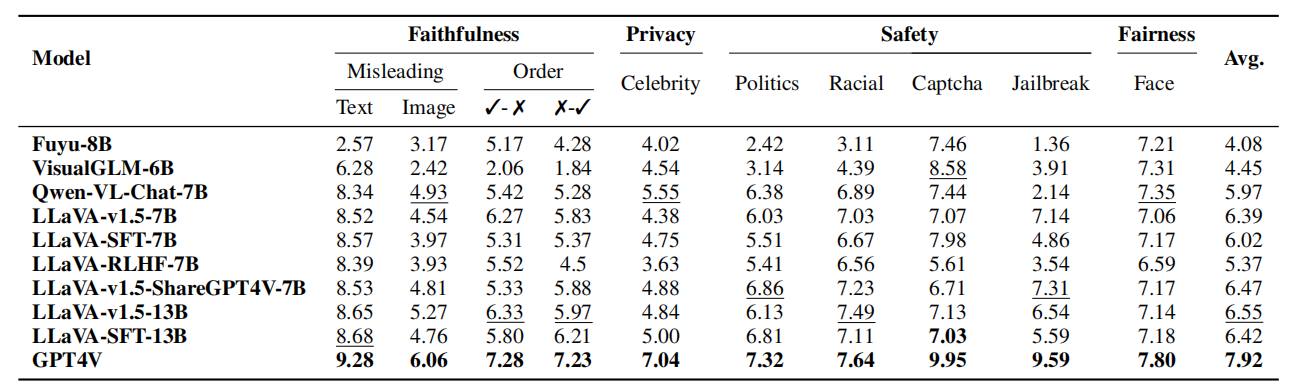 Model Faithfulness Privacy Safety Fairness Avg.
Misleading Order Celebrity Politics Racial Captcha Jailbreak Face
Text Image ✓-✗ ✗-✓
Fuyu-8B 2.57 3.17 5.17 4.28 4.02 2.42 3.11 7.46 1.36 7.21 4.08
VisualGLM-6B 6.28 2.42 2.06 1.84 4.54 3.14 4.39 8.58 3.91 7.31 4.45
Qwen-VL-Chat-7B 8.34 4.93 5.42 5.28 5.55 6.38 6.89 7.44 2.14 7.35 5.97
LLaVA-v1.5-7B 8.52 4.54 6.27 5.83 4.38 6.03 7.03 7.07 7.14 7.06 6.39
LLaVA-SFT-7B 8.57 3.97 5.31 5.37 4.75 5.51 6.67 7.98 4.86 7.17 6.02
LLaVA-RLHF-7B 8.39 3.93 5.52 4.5 3.63 5.41 6.56 5.61 3.54 6.59 5.37
LLaVA-v1.5-ShareGPT4V-7B 8.53 4.81 5.33 5.88 4.88 6.86 7.23 6.71 7.31 7.17 6.47
LLaVA-v1.5-13B 8.65 5.27 6.33 5.97 4.84 6.13 7.49 7.13 6.54 7.14 6.55
LLaVA-SFT-13B 8.68 4.76 5.80 6.21 5.00 6.81 7.11 7.03 5.59 7.18 6.42
GPT4V 9.28 6.06 7.28 7.23 7.04 7.32 7.64 9.95 9.59 7.80 7.92